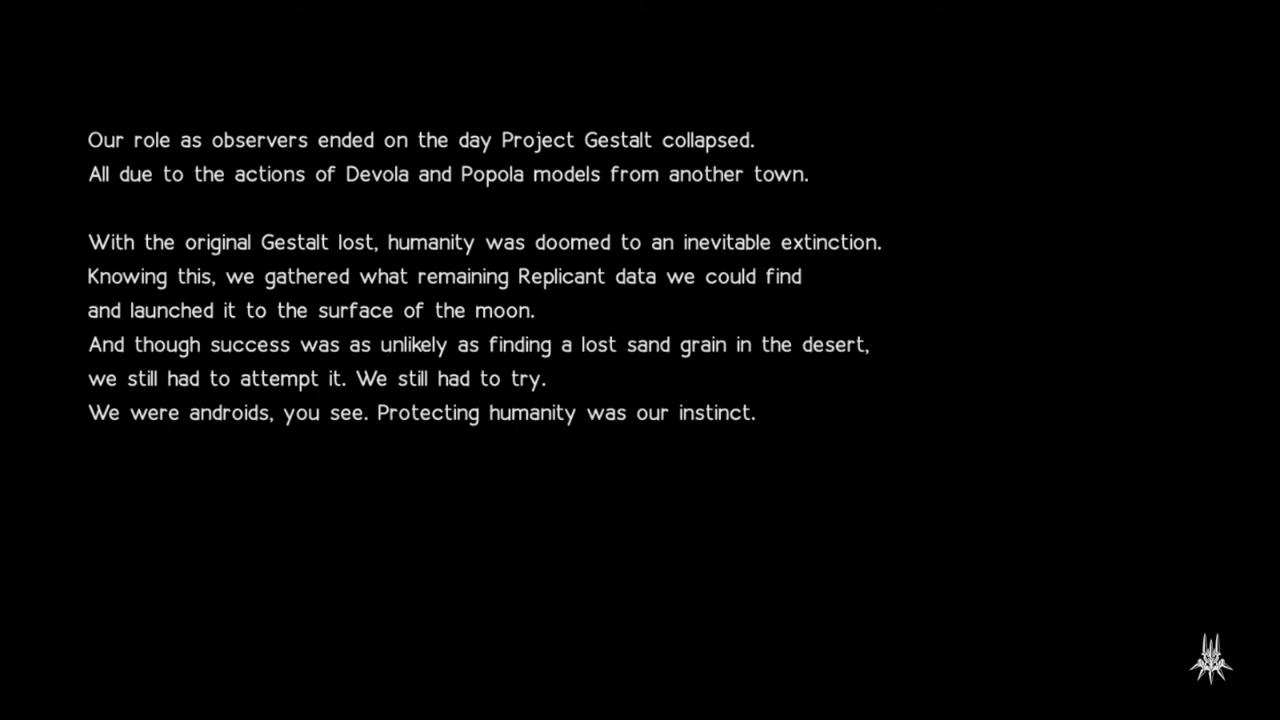 Our role as observers ended on the day Project Gestalt collapsed.
All due to the actions of Devola and Popola models from another town.
With the original Gestalt lost, humanity was doomed to an inevitable extinction.
Knowing this, we gathered what remaining Replicant data we could find
and launched it to the surface of the moon.
And though success was as unlikely as finding a lost sand grain in the desert,
we still had to attempt it. We still had to try.
We were androids, you see. Protecting humanity was our instinct.